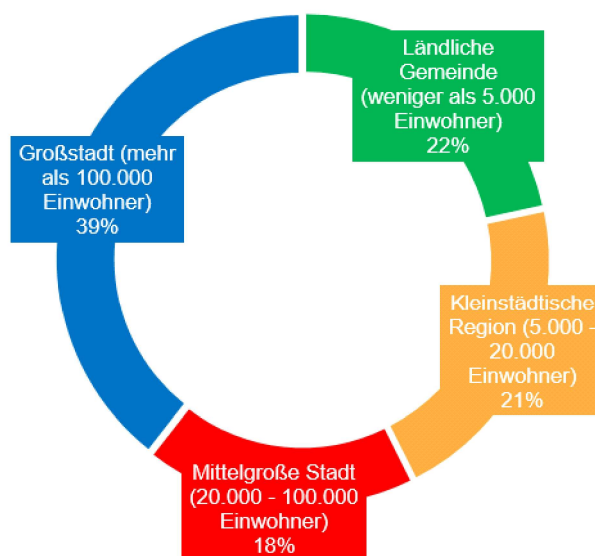 Ländliche
Gemeinde
(weniger als 5.000
Einwohner)
22%
Großstadt (mehr
als 100.000
Einwohner)
39%
Kleinstädtische
Region (5.000 -
20.000
Einwohner)
21%
Mittelgroße Stadt
(20.000 - 100.000
Einwohner)
18%